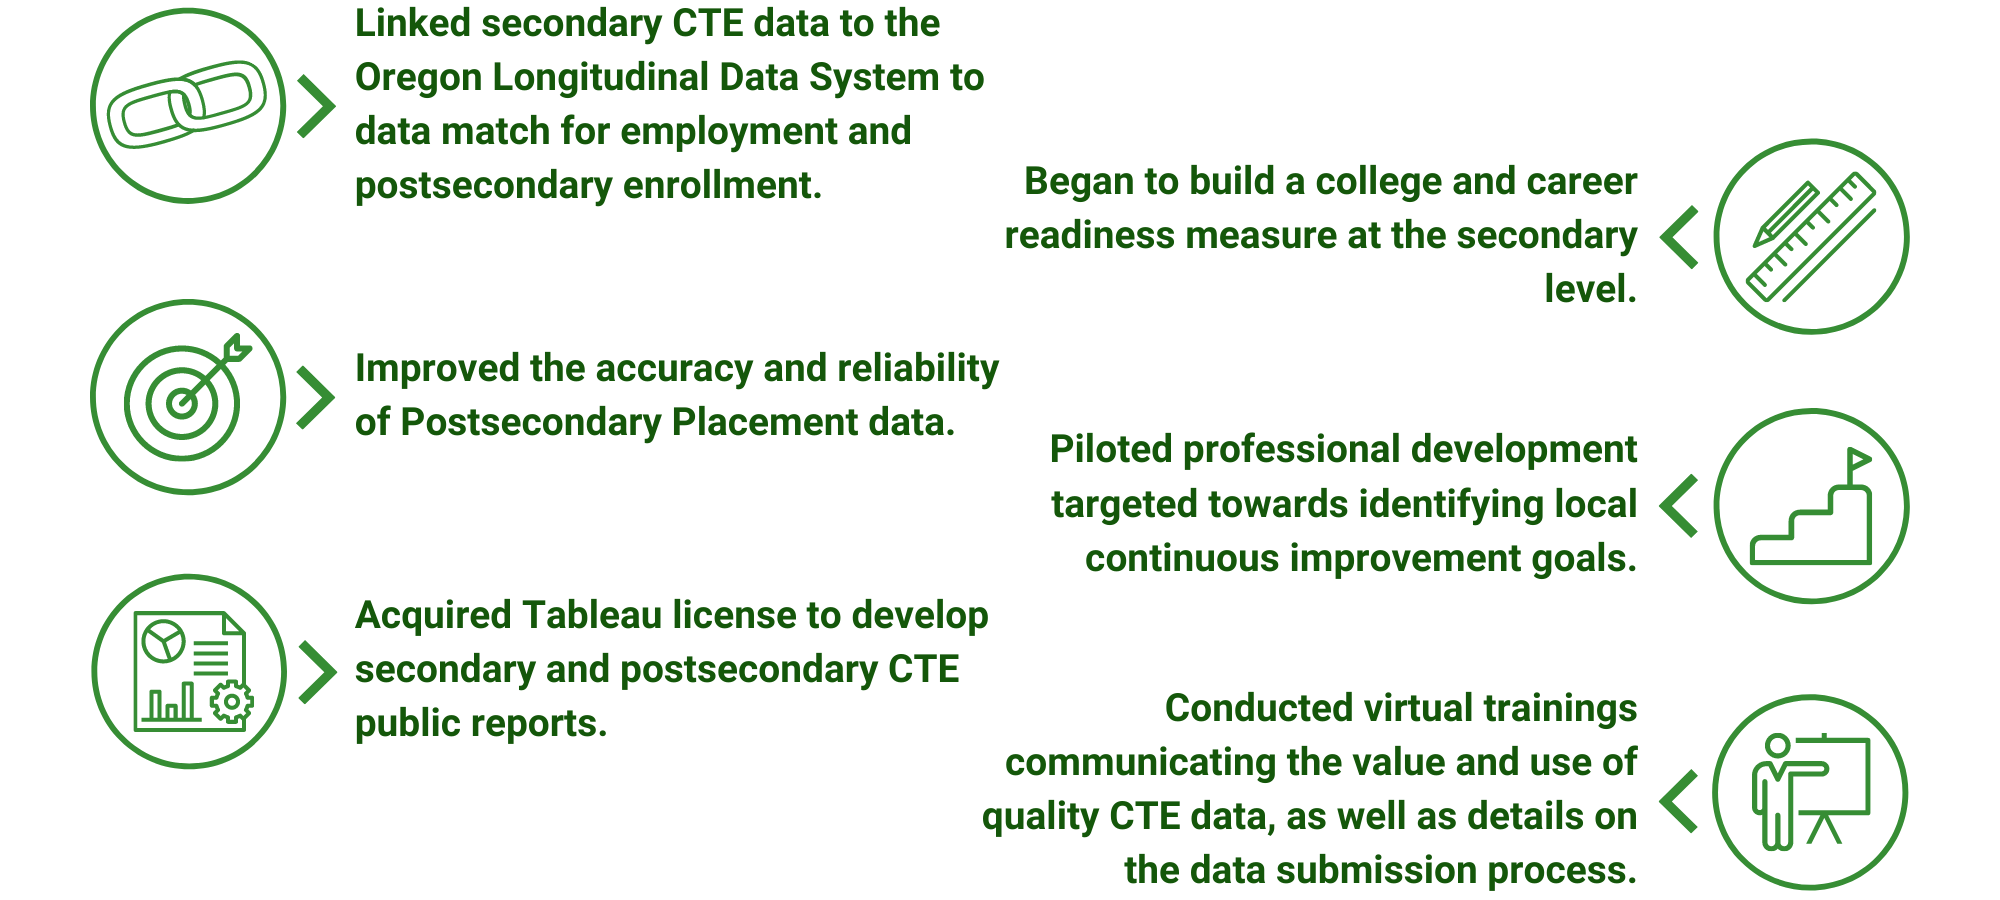 Linked secondary CTE data to the
Oregon Longitudinal Data System to
data match for employment and
postsecondary enrollment.
Began to build a college and career
readiness measure at the secondary
level.
Improved the accuracy and reliability
of Postsecondary Placement data.
Piloted professional development
targeted towards identifying local
continuous improvement goals.
Acquired Tableau license to develop
secondary and postsecondary CTE
public reports.
Conducted virtual trainings
communicating the value and use of
quality CTE data, as well as details on
the data submission process.